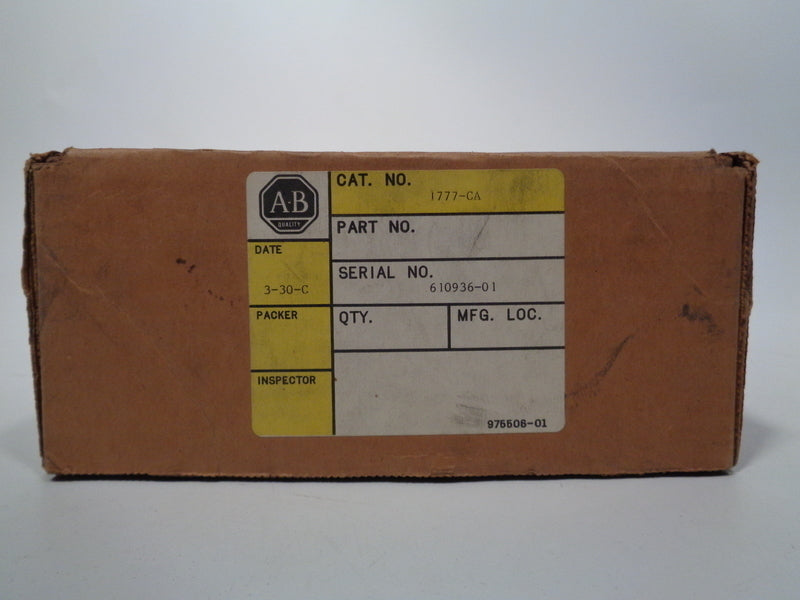 A-B
QUALITY
CAT. NO.
1777-CA
PART NO.
DATE
3-30-C
SERIAL NO.
610936-01
PACKER
QTY.
MFG. LOC.
INSPECTOR
975506-01